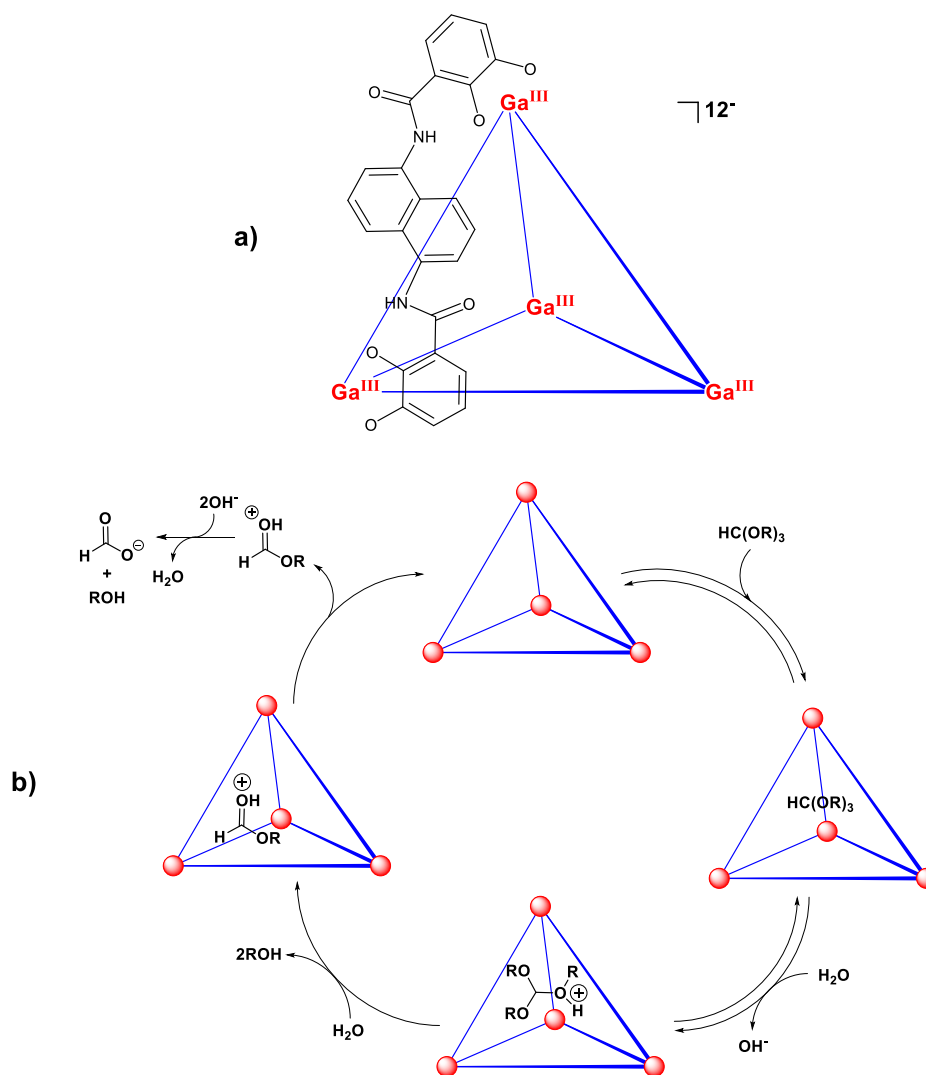 O
O
O
NH
Ga^III
12-
a)
HN
O
Ga^III
O
Ga^III
Ga^III
O
2OH-
⊕
OH
O
H
O⊖
H
OR
H2O
+
ROH
HC(OR)3
b)
⊕
OH
H
OR
HC(OR)3
2ROH
H2O
RO
R
O⊕
H
RO
H2O
OH-